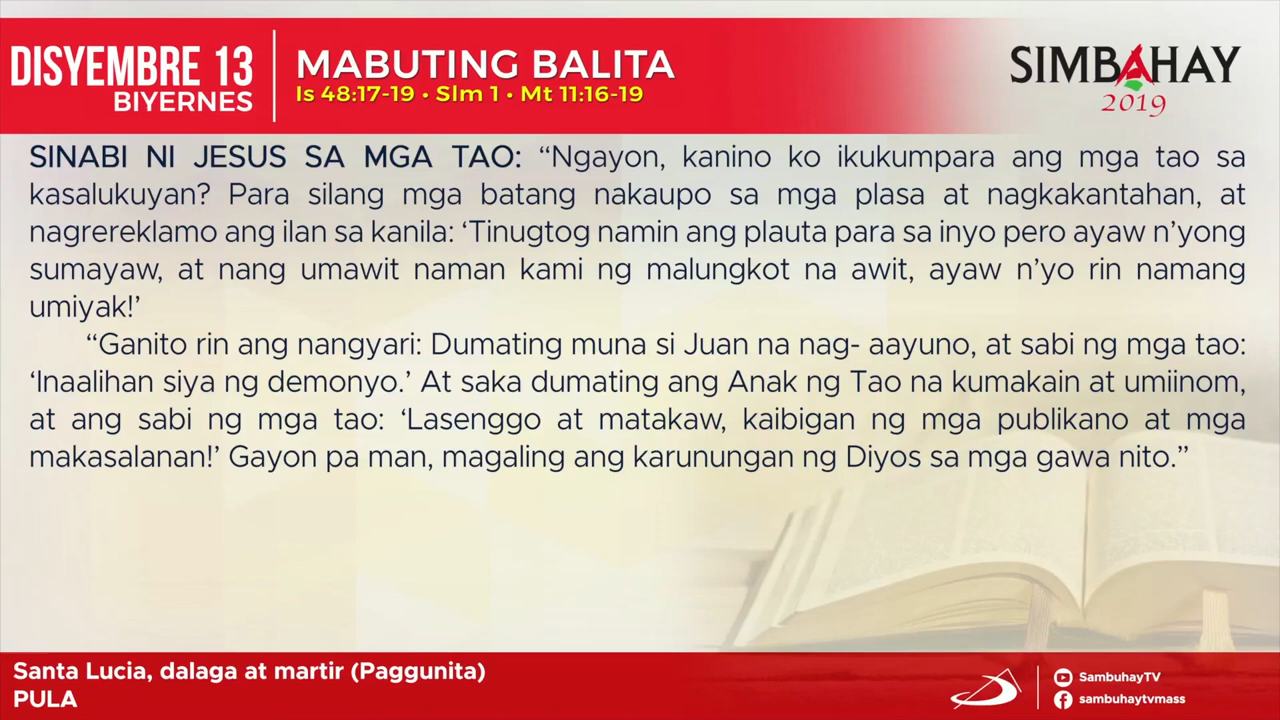 DISYEMBRE 13
BIYERNES
MABUTING BALITA
Is 48:17-19 • Slm 1 • Mt 11:16-19
SIMBAHAY
2019
SINABI NI JESUS SA MGA TAO: “Ngayon, kanino ko ikukumpara ang mga tao sa
kasalukuyan? Para silang mga batang nakaupo sa mga plasa at nagkakantahan, at
nagrereklamo ang ilan sa kanila: ‘Tinugtog namin ang plauta para sa inyo pero ayaw n’yong
sumayaw, at nang umawit naman kami ng malungkot na awit, ayaw n’yo rin namang
umiyak!’
“Ganito rin ang nangyari: Dumating muna si Juan na nag- aayuno, at sabi ng mga tao:
‘Inaalihan siya ng demonyo.’ At saka dumating ang Anak ng Tao na kumakain at umiinom,
at ang sabi ng mga tao: ‘Lasenggo at matakaw, kaibigan ng mga publikano at mga
makasalanan!’ Gayon pa man, magaling ang karunungan ng Diyos sa mga gawa nito.”
Santa Lucia, dalaga at martir (Paggunita)
PULA
SambuhayTV
sambuhaytvmass